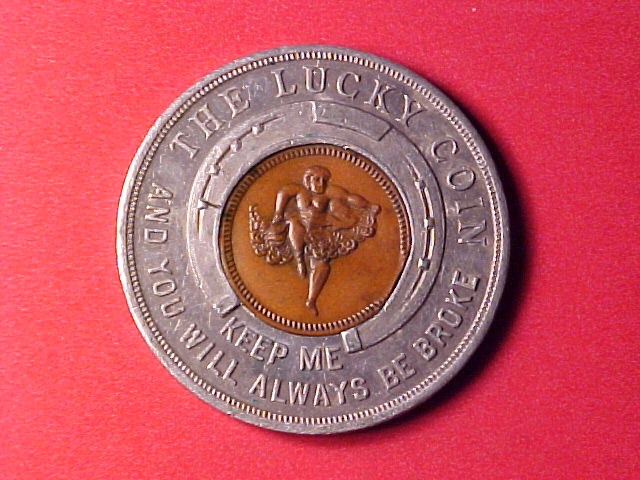 THE LUCKY COIN
KEEP ME
AND YOU WILL ALWAYS BE BROKE